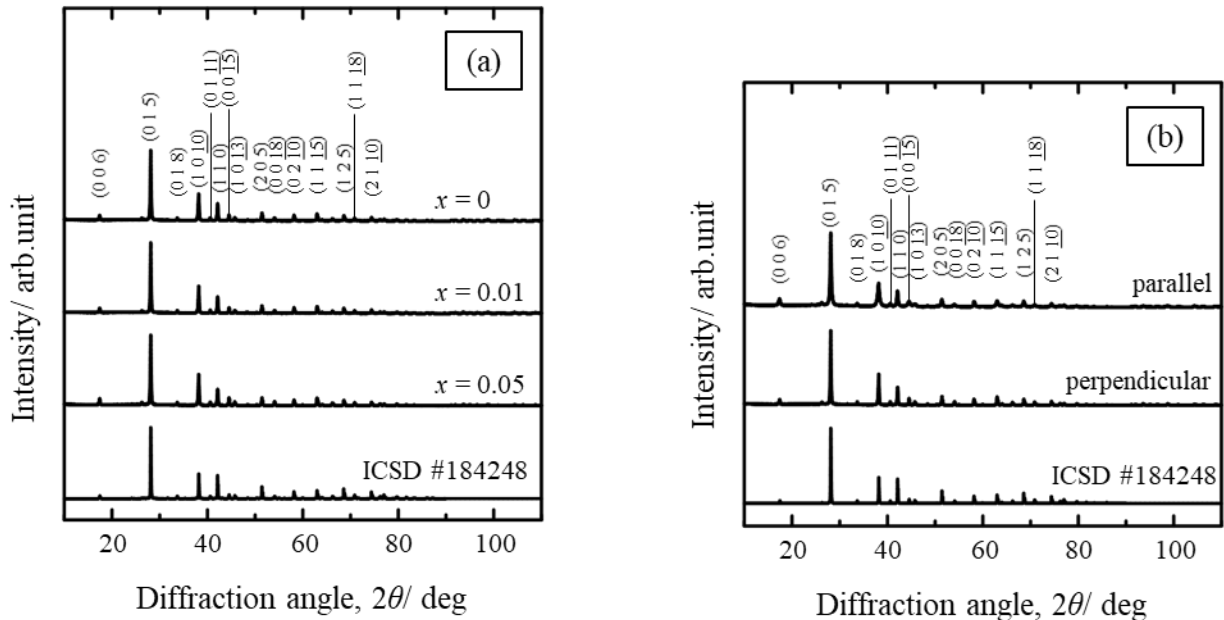 (a)
(0 0 6)
(0 1 5)
(0 1 8)
(1 0 10)
(0 1 11)
(1 1 0)
(0 0 15)
(1 0 13)
(2 0 5)
(0 0 18)
(0 2 10)
(1 1 15)
(1 2 5)
(1 1 18)
(2 1 10)
x = 0
x = 0.01
x = 0.05
ICSD #184248
Intensity/ arb.unit
20 40 60 80 100
Diffraction angle, 2θ/ deg
(b)
(0 0 6)
(0 1 5)
(0 1 8)
(1 0 10)
(0 1 11)
(1 1 0)
(0 0 15)
(1 0 13)
(2 0 5)
(0 0 18)
(0 2 10)
(1 1 15)
(1 2 5)
(1 1 18)
(2 1 10)
parallel
perpendicular
ICSD #184248
Intensity/ arb.unit
20 40 60 80 100
Diffraction angle, 2θ/ deg